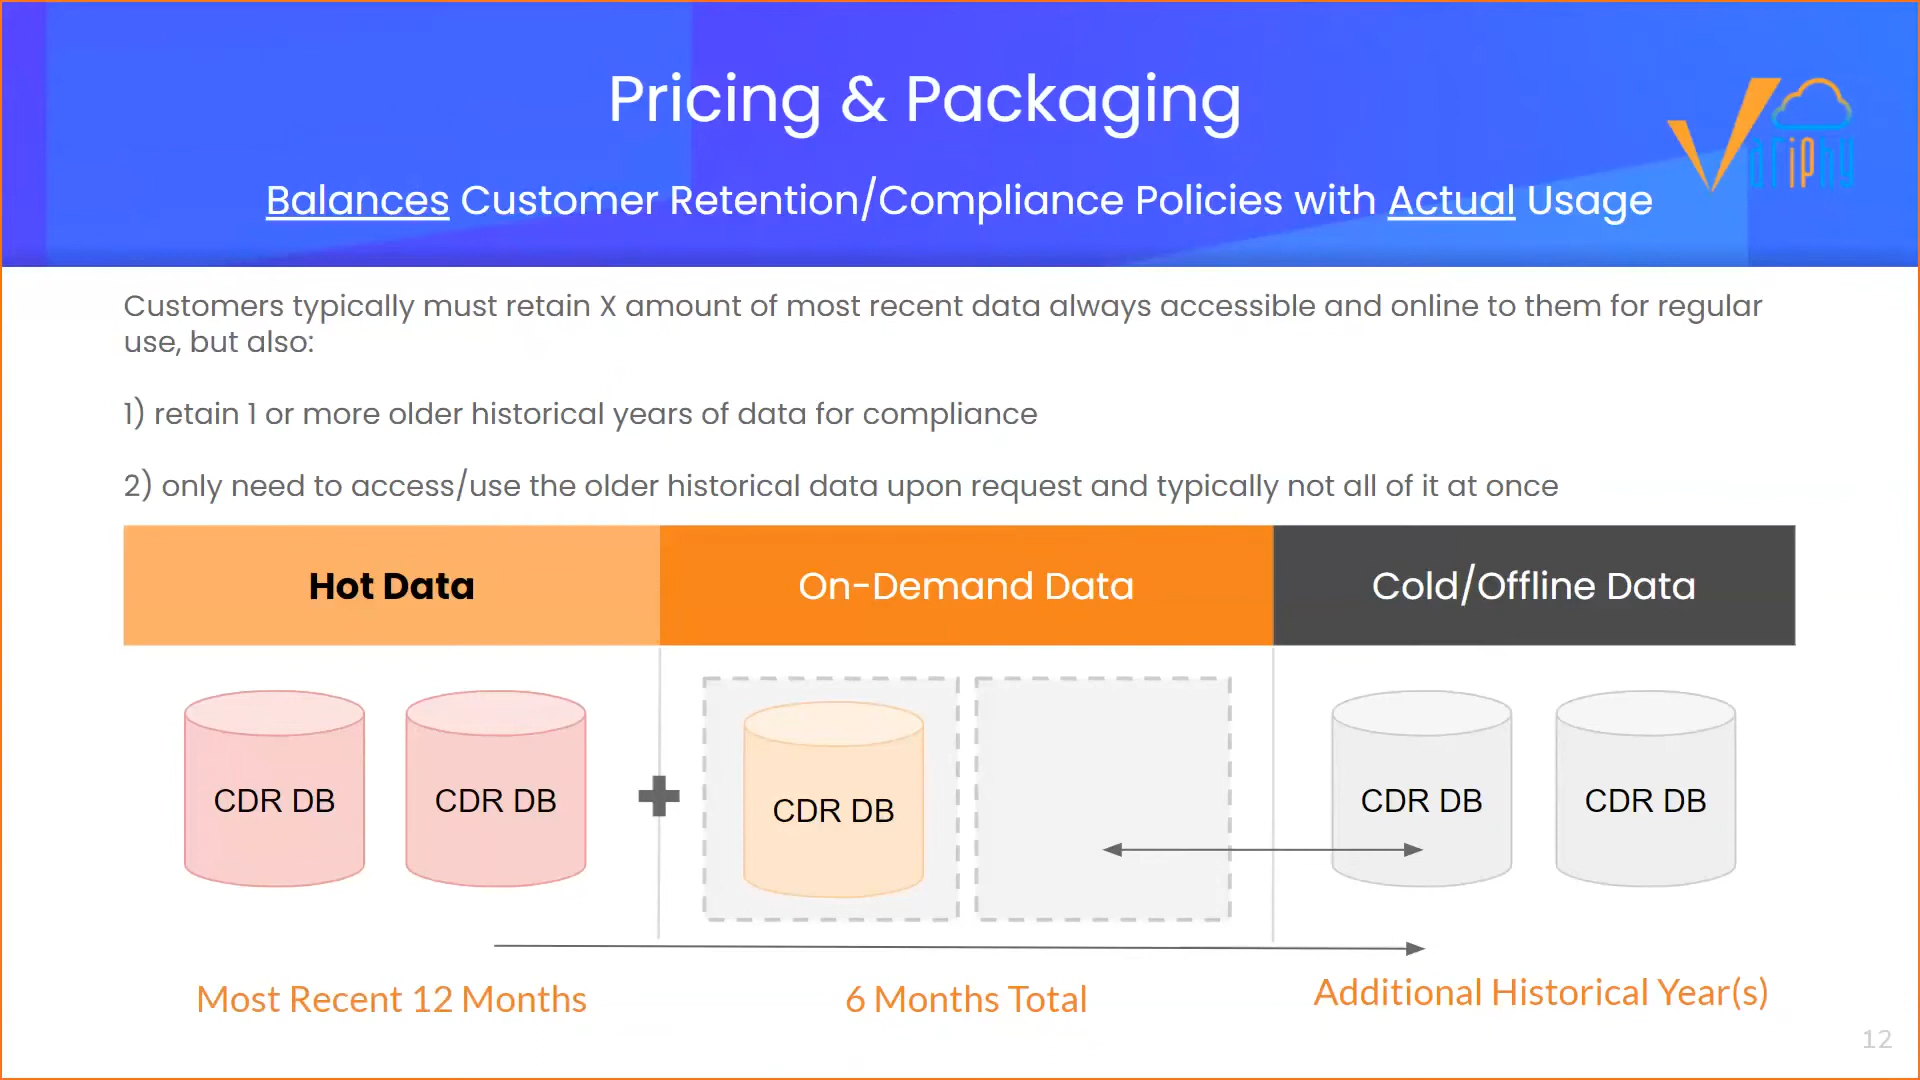 Pricing & Packaging
Variphy
Balances Customer Retention/Compliance Policies with Actual Usage
Customers typically must retain X amount of most recent data always accessible and online to them for regular
use, but also:
1) retain 1 or more older historical years of data for compliance
2) only need to access/use the older historical data upon request and typically not all of it at once
Hot Data
On-Demand Data
Cold/Offline Data
CDR DB
CDR DB
CDR DB
CDR DB
CDR DB
Most Recent 12 Months
6 Months Total
Additional Historical Year(s)
12